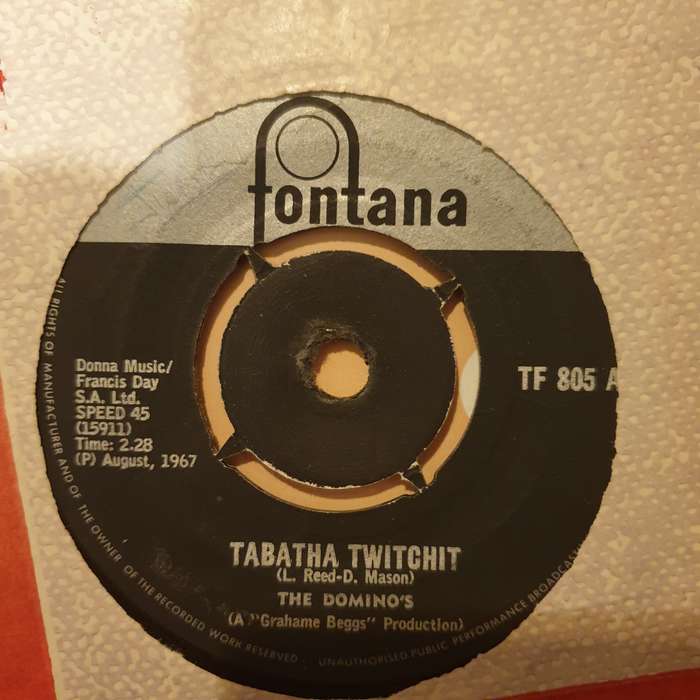 fontana
Donna Music/
Francis Day
S.A. Ltd.
SPEED 45
(15911)
Time: 2.28
(P) August, 1967
TF 805 A
TABATHA TWITCHIT
(L. Reed-D. Mason)
THE DOMINO'S
(A "Grahame Beggs" Production)
ALL RIGHTS OF MANUFACTURER AND OF THE OWNER OF THE RECORDED WORK RESERVED. UNAUTHORISED PUBLIC PERFORMANCE BROADCASTING